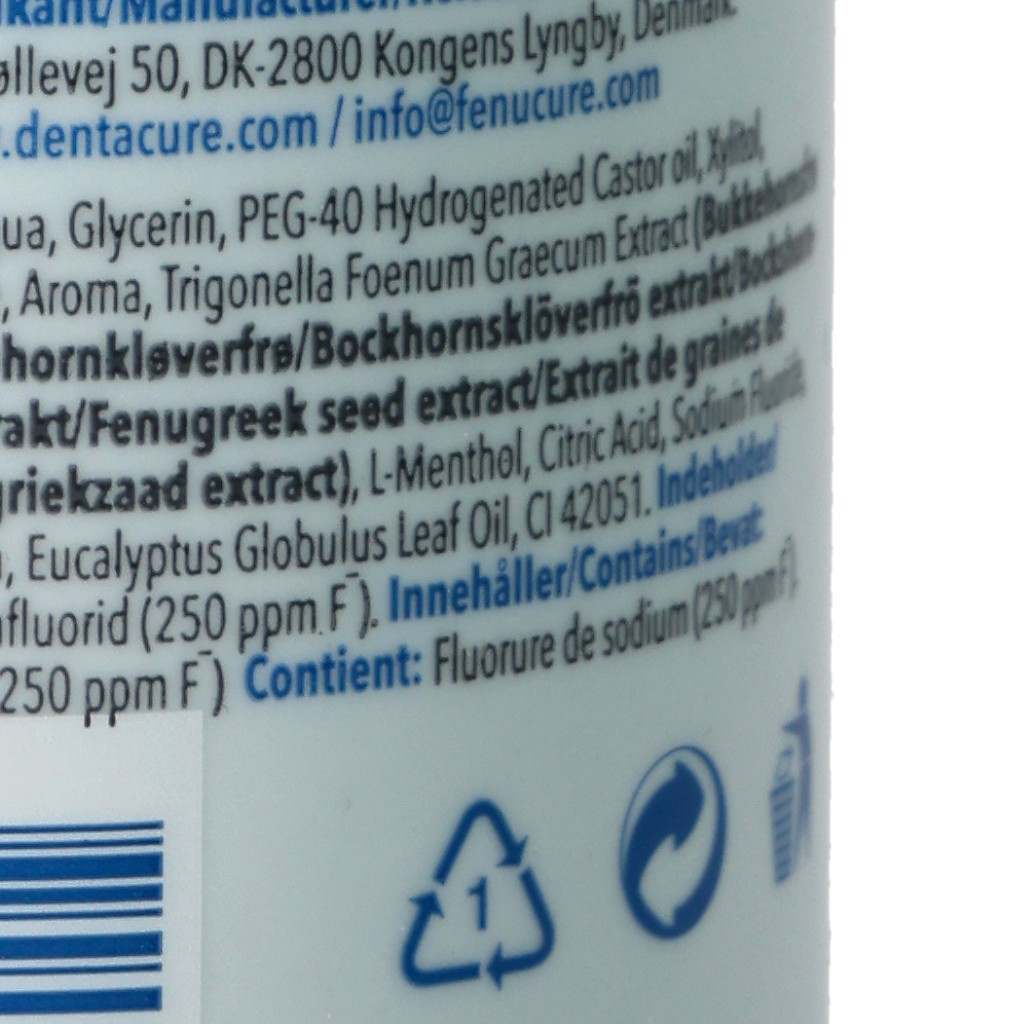 øllevej 50, DK-2800 Kongens Lyngby, Denmark.
.dentacure.com / info@fenucure.com
ua, Glycerin, PEG-40 Hydrogenated Castor oil, Xylitol,
, Aroma, Trigonella Foenum Graecum Extract (Bukkehornsfrø
hornkløverfrø/Bockhornsklöverfrö extrakt/Bockshorn-
rakt/Fenugreek seed extract/Extrait de graines de
griekzaad extract), L-Menthol, Citric Acid, Sodium Fluoride,
, Eucalyptus Globulus Leaf Oil, CI 42051. Indeholder/
fluorid (250 ppm F¯). Innehåller/Contains/Bevat:
250 ppm F¯) Contient: Fluorure de sodium (250 ppm F¯).
1